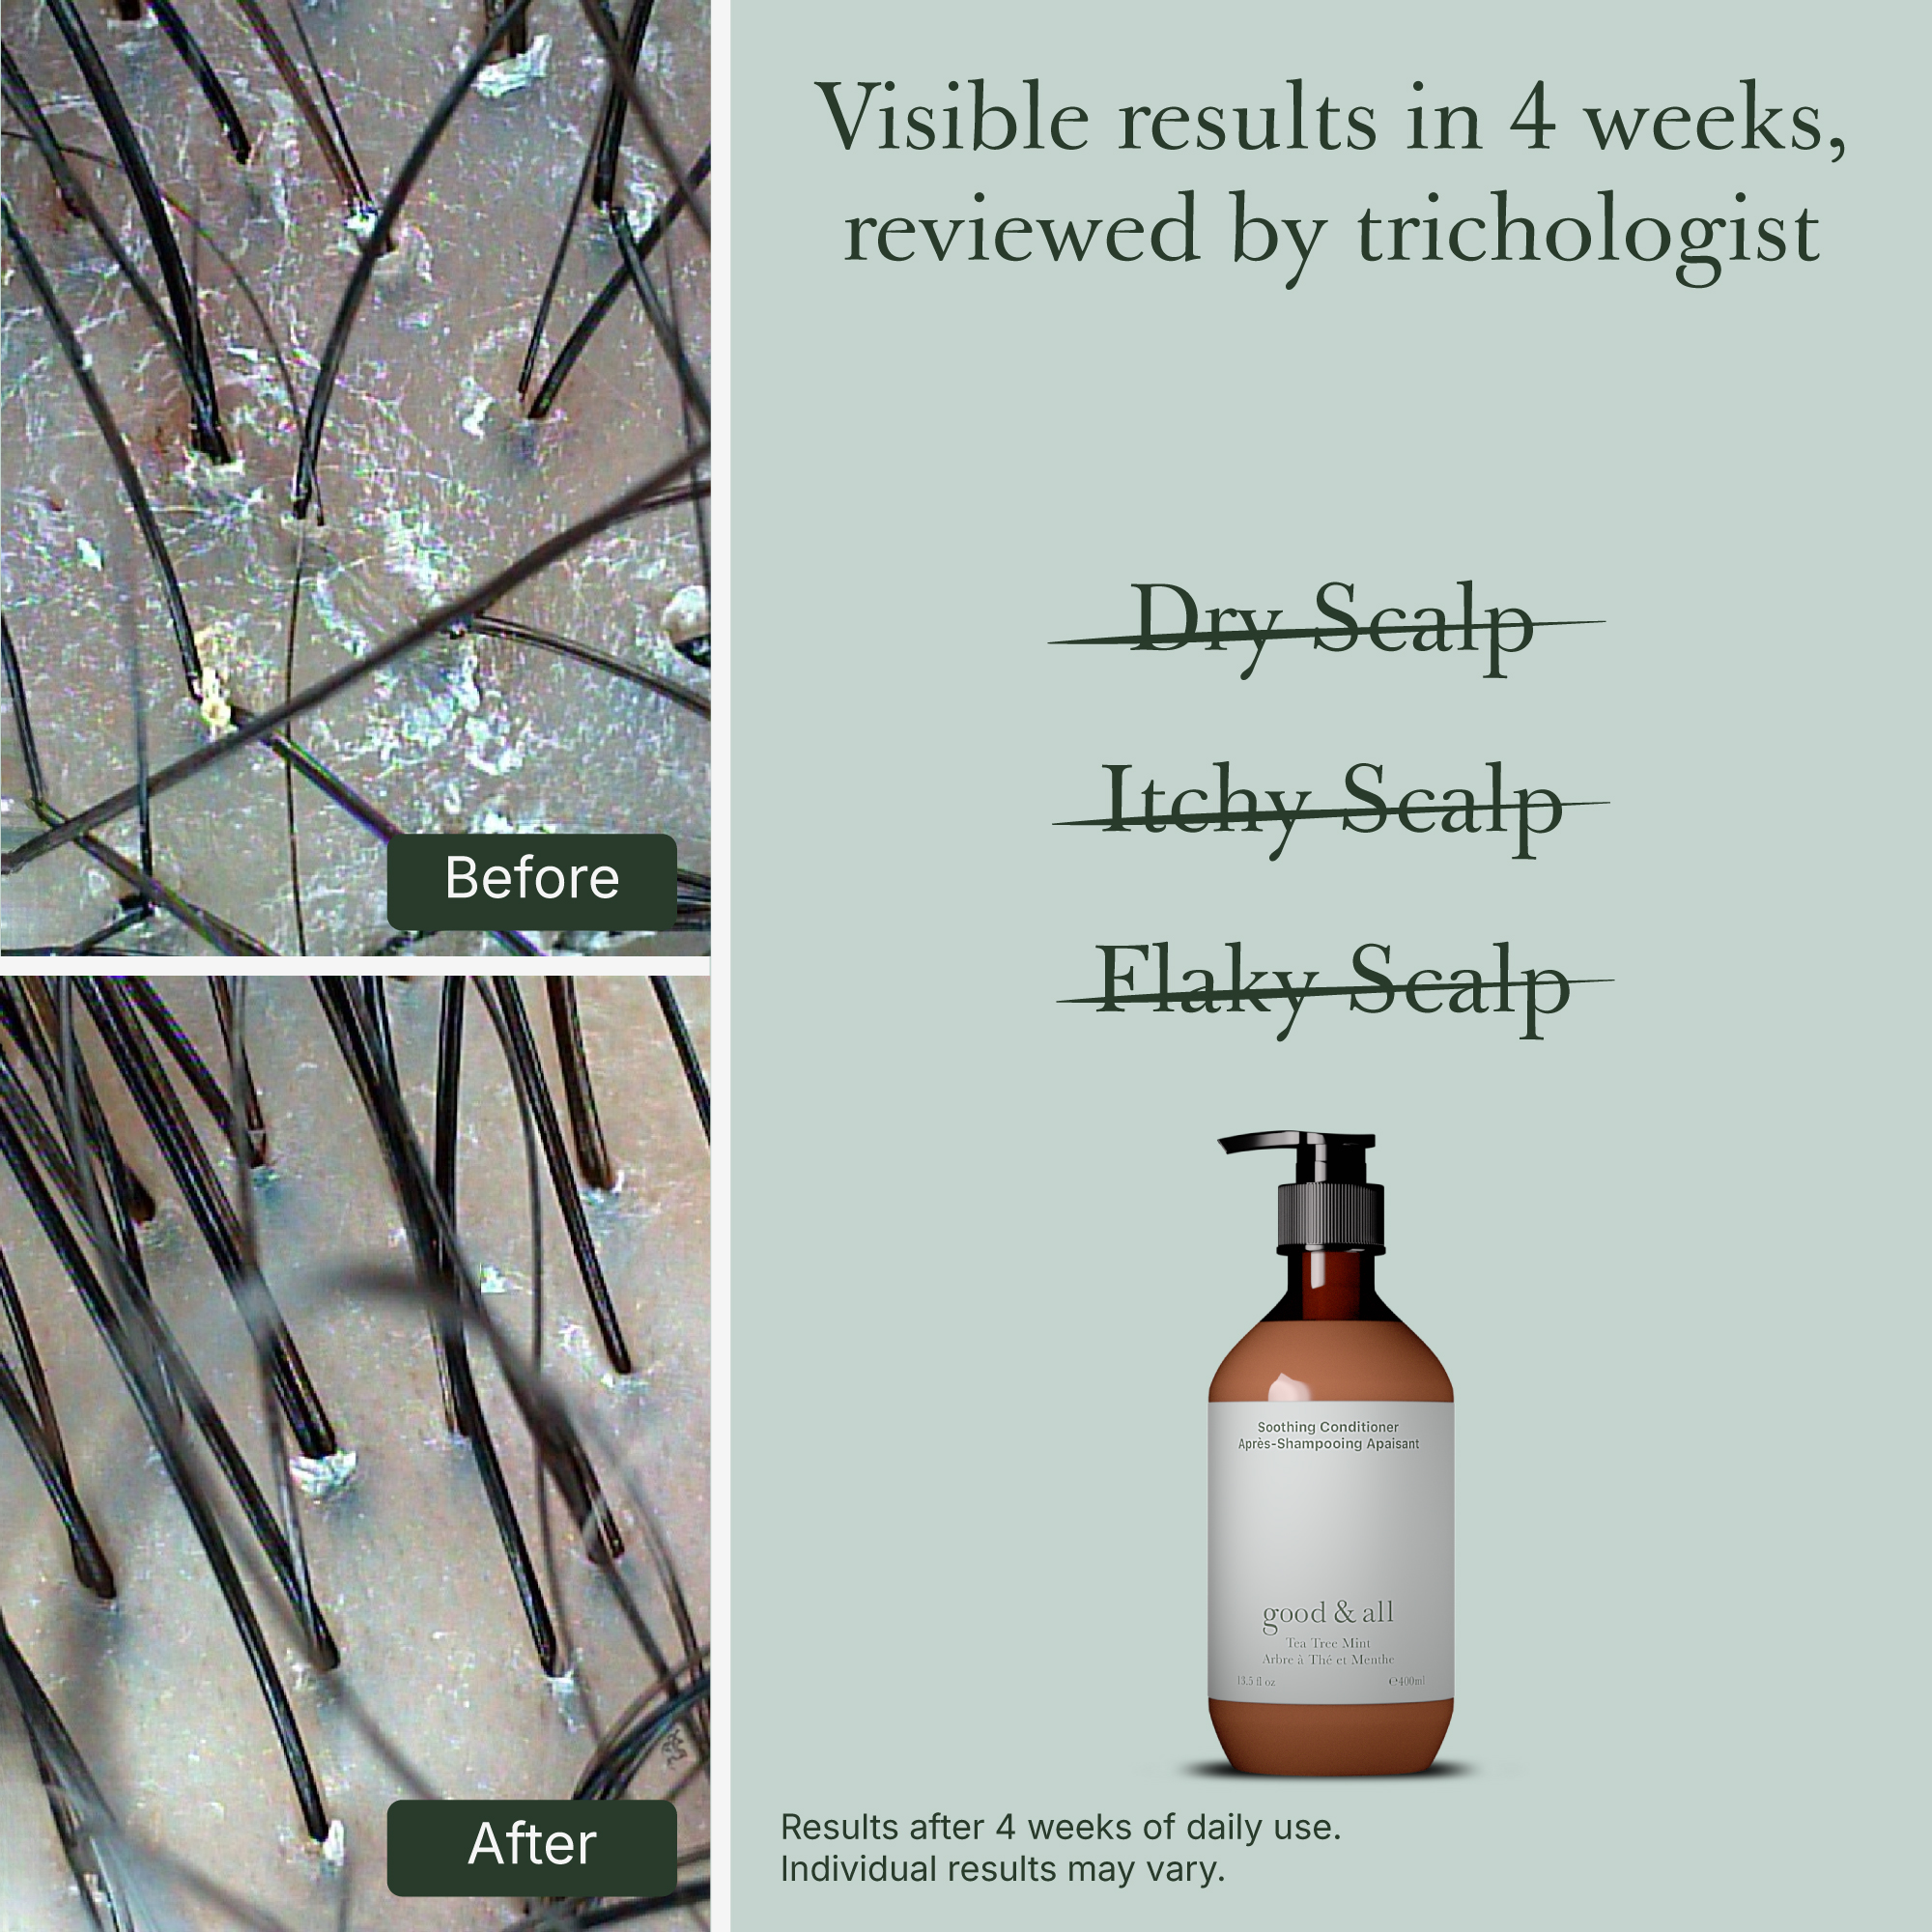 Visible results in 4 weeks,
reviewed by trichologist
Dry Scalp
Itchy Scalp
Flaky Scalp
Before
After
Soothing Conditioner
Après-Shampooing Apaisant
good & all
Tea Tree Mint
Arbre à Thé et Menthe
13.5 fl oz
℮400ml
Results after 4 weeks of daily use.
Individual results may vary.